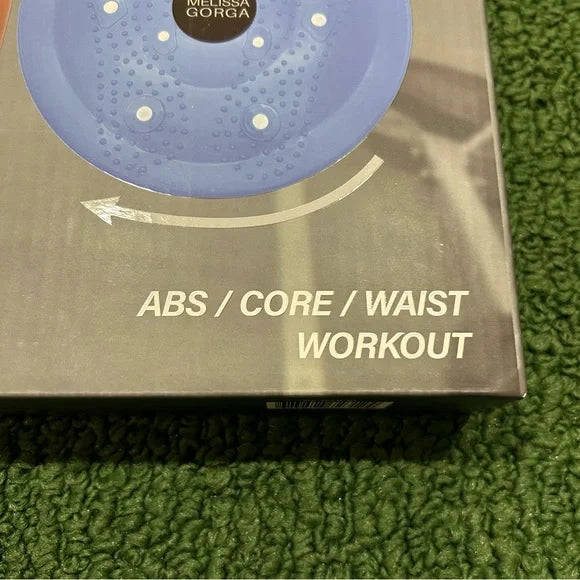 MELISSA
GORGA
ABS / CORE / WAIST
WORKOUT